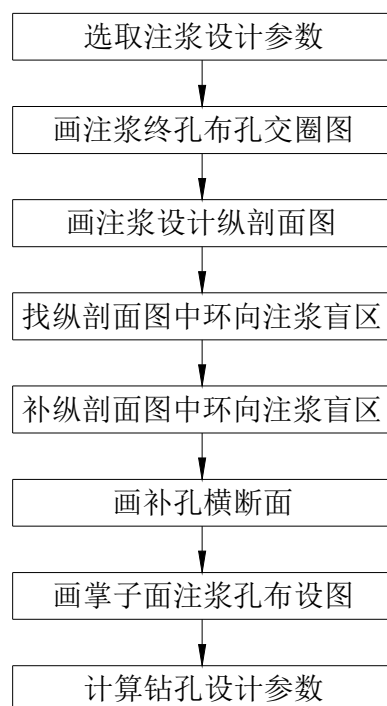 选取注浆设计参数
画注浆终孔布孔交圈图
画注浆设计纵剖面图
找纵剖面图中环向注浆盲区
补纵剖面图中环向注浆盲区
画补孔横断面
画掌子面注浆孔布设图
计算钻孔设计参数